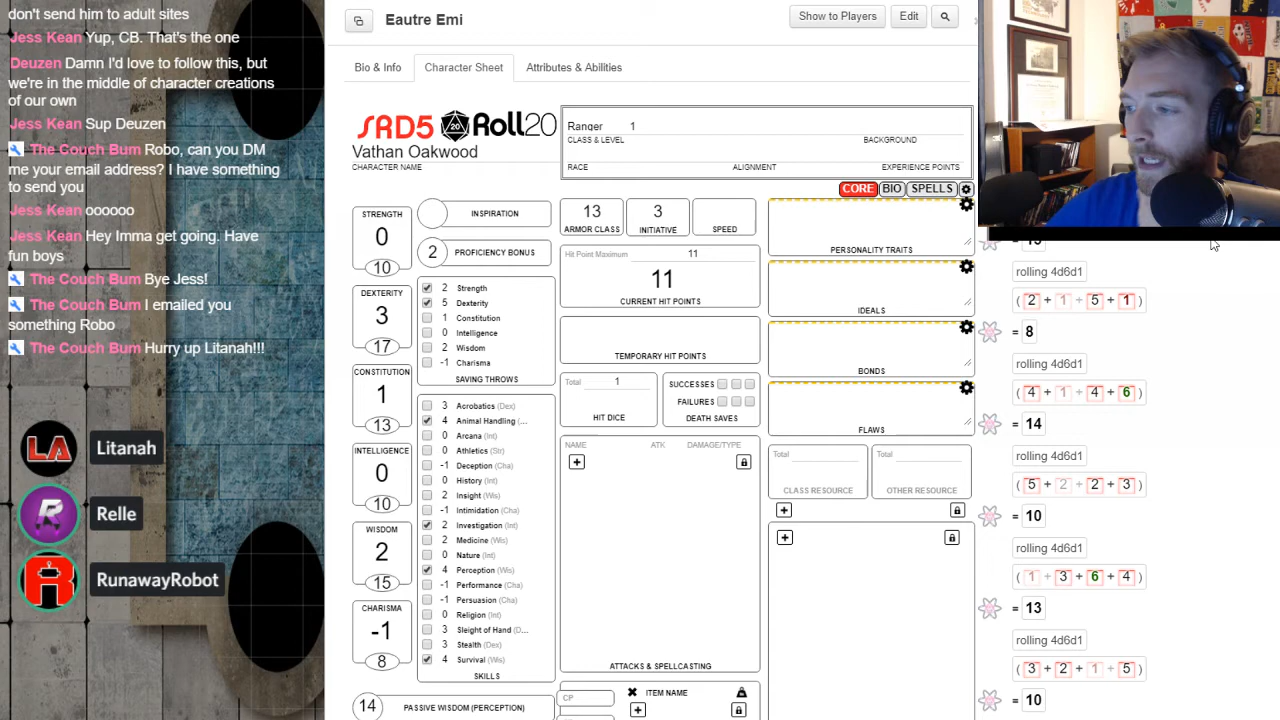 don't send him to adult sites
Jess Kean Yup, CB. That's the one
Deuzen Damn I'd love to follow this, but
we're in the middle of character creations
of our own
Jess Kean Sup Deuzen
The Couch Bum Robo, can you DM
me your email address? I have something
to send you
Jess Kean oooooo
Jess Kean Hey Imma get going. Have
fun boys
The Couch Bum Bye Jess!
The Couch Bum I emailed you
something Robo
The Couch Bum Hurry up Litanah!!!
LA Litanah
R Relle
RunawayRobot
Eautre Emi
Show to Players
Edit
Bio & Info
Character Sheet
Attributes & Abilities
SRD5 20 Roll20
Vathan Oakwood
CHARACTER NAME
Ranger 1
CLASS & LEVEL BACKGROUND
RACE ALIGNMENT EXPERIENCE POINTS
CORE BIO SPELLS
STRENGTH
0
10
DEXTERITY
3
17
CONSTITUTION
1
13
INTELLIGENCE
0
10
WISDOM
2
15
CHARISMA
-1
8
INSPIRATION
2 PROFICIENCY BONUS
2 Strength
5 Dexterity
1 Constitution
0 Intelligence
2 Wisdom
-1 Charisma
SAVING THROWS
3 Acrobatics (Dex)
4 Animal Handling (...
0 Arcana (Int)
0 Athletics (Str)
-1 Deception (Cha)
0 History (Int)
2 Insight (Wis)
-1 Intimidation (Cha)
2 Investigation (Int)
2 Medicine (Wis)
0 Nature (Int)
4 Perception (Wis)
-1 Performance (Cha)
-1 Persuasion (Cha)
0 Religion (Int)
3 Sleight of Hand (D...
3 Stealth (Dex)
4 Survival (Wis)
SKILLS
14 PASSIVE WISDOM (PERCEPTION)
13
ARMOR CLASS
3
INITIATIVE
SPEED
Hit Point Maximum 11
11
CURRENT HIT POINTS
TEMPORARY HIT POINTS
Total 1
HIT DICE
SUCCESSES
FAILURES
DEATH SAVES
NAME ATK DAMAGE/TYPE
+
ATTACKS & SPELLCASTING
CP
ITEM NAME
+
PERSONALITY TRAITS
IDEALS
BONDS
FLAWS
Total
CLASS RESOURCE
Total
OTHER RESOURCE
+
+
rolling 4d6d1
(2+1+5+1)
= 8
rolling 4d6d1
(4+1+4+6)
= 14
rolling 4d6d1
(5+2+2+3)
= 10
rolling 4d6d1
(1+3+6+4)
= 13
rolling 4d6d1
(3+2+1+5)
= 10